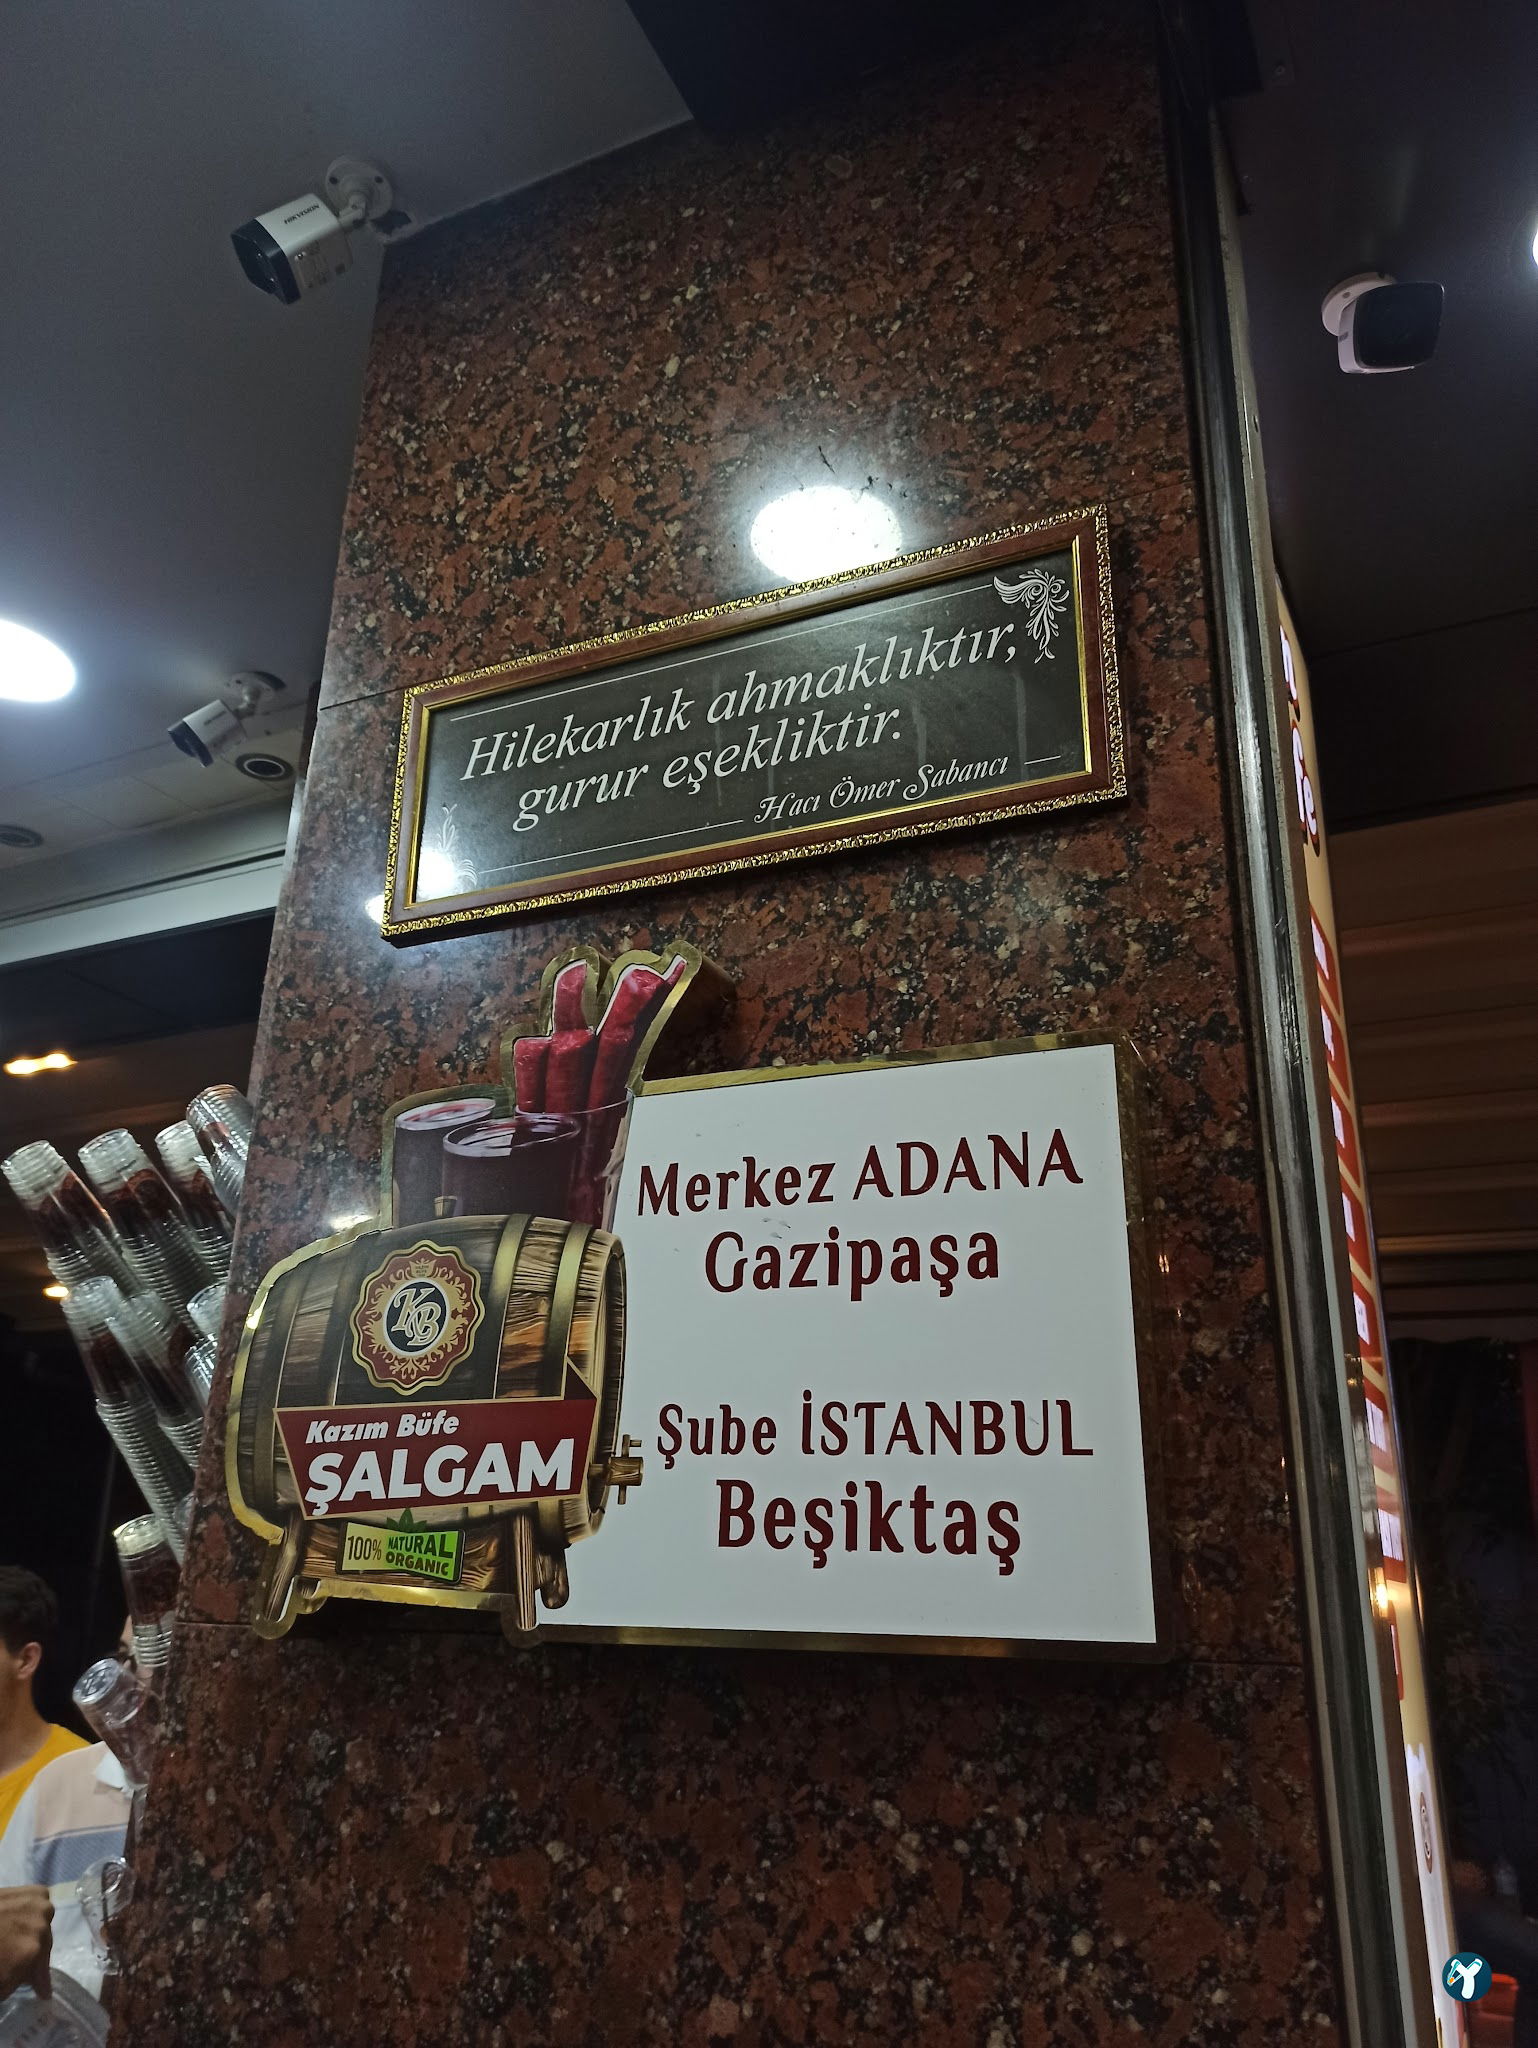 HIKVISION
HIKVISION
Hilekarlık ahmaklıktır,
gurur eşekliktir.
Hacı Ömer Sabancı
Merkez ADANA
Gazipaşa
Şube İSTANBUL
Beşiktaş
KB
Kazım Büfe
ŞALGAM
100% NATURAL
ORGANIC